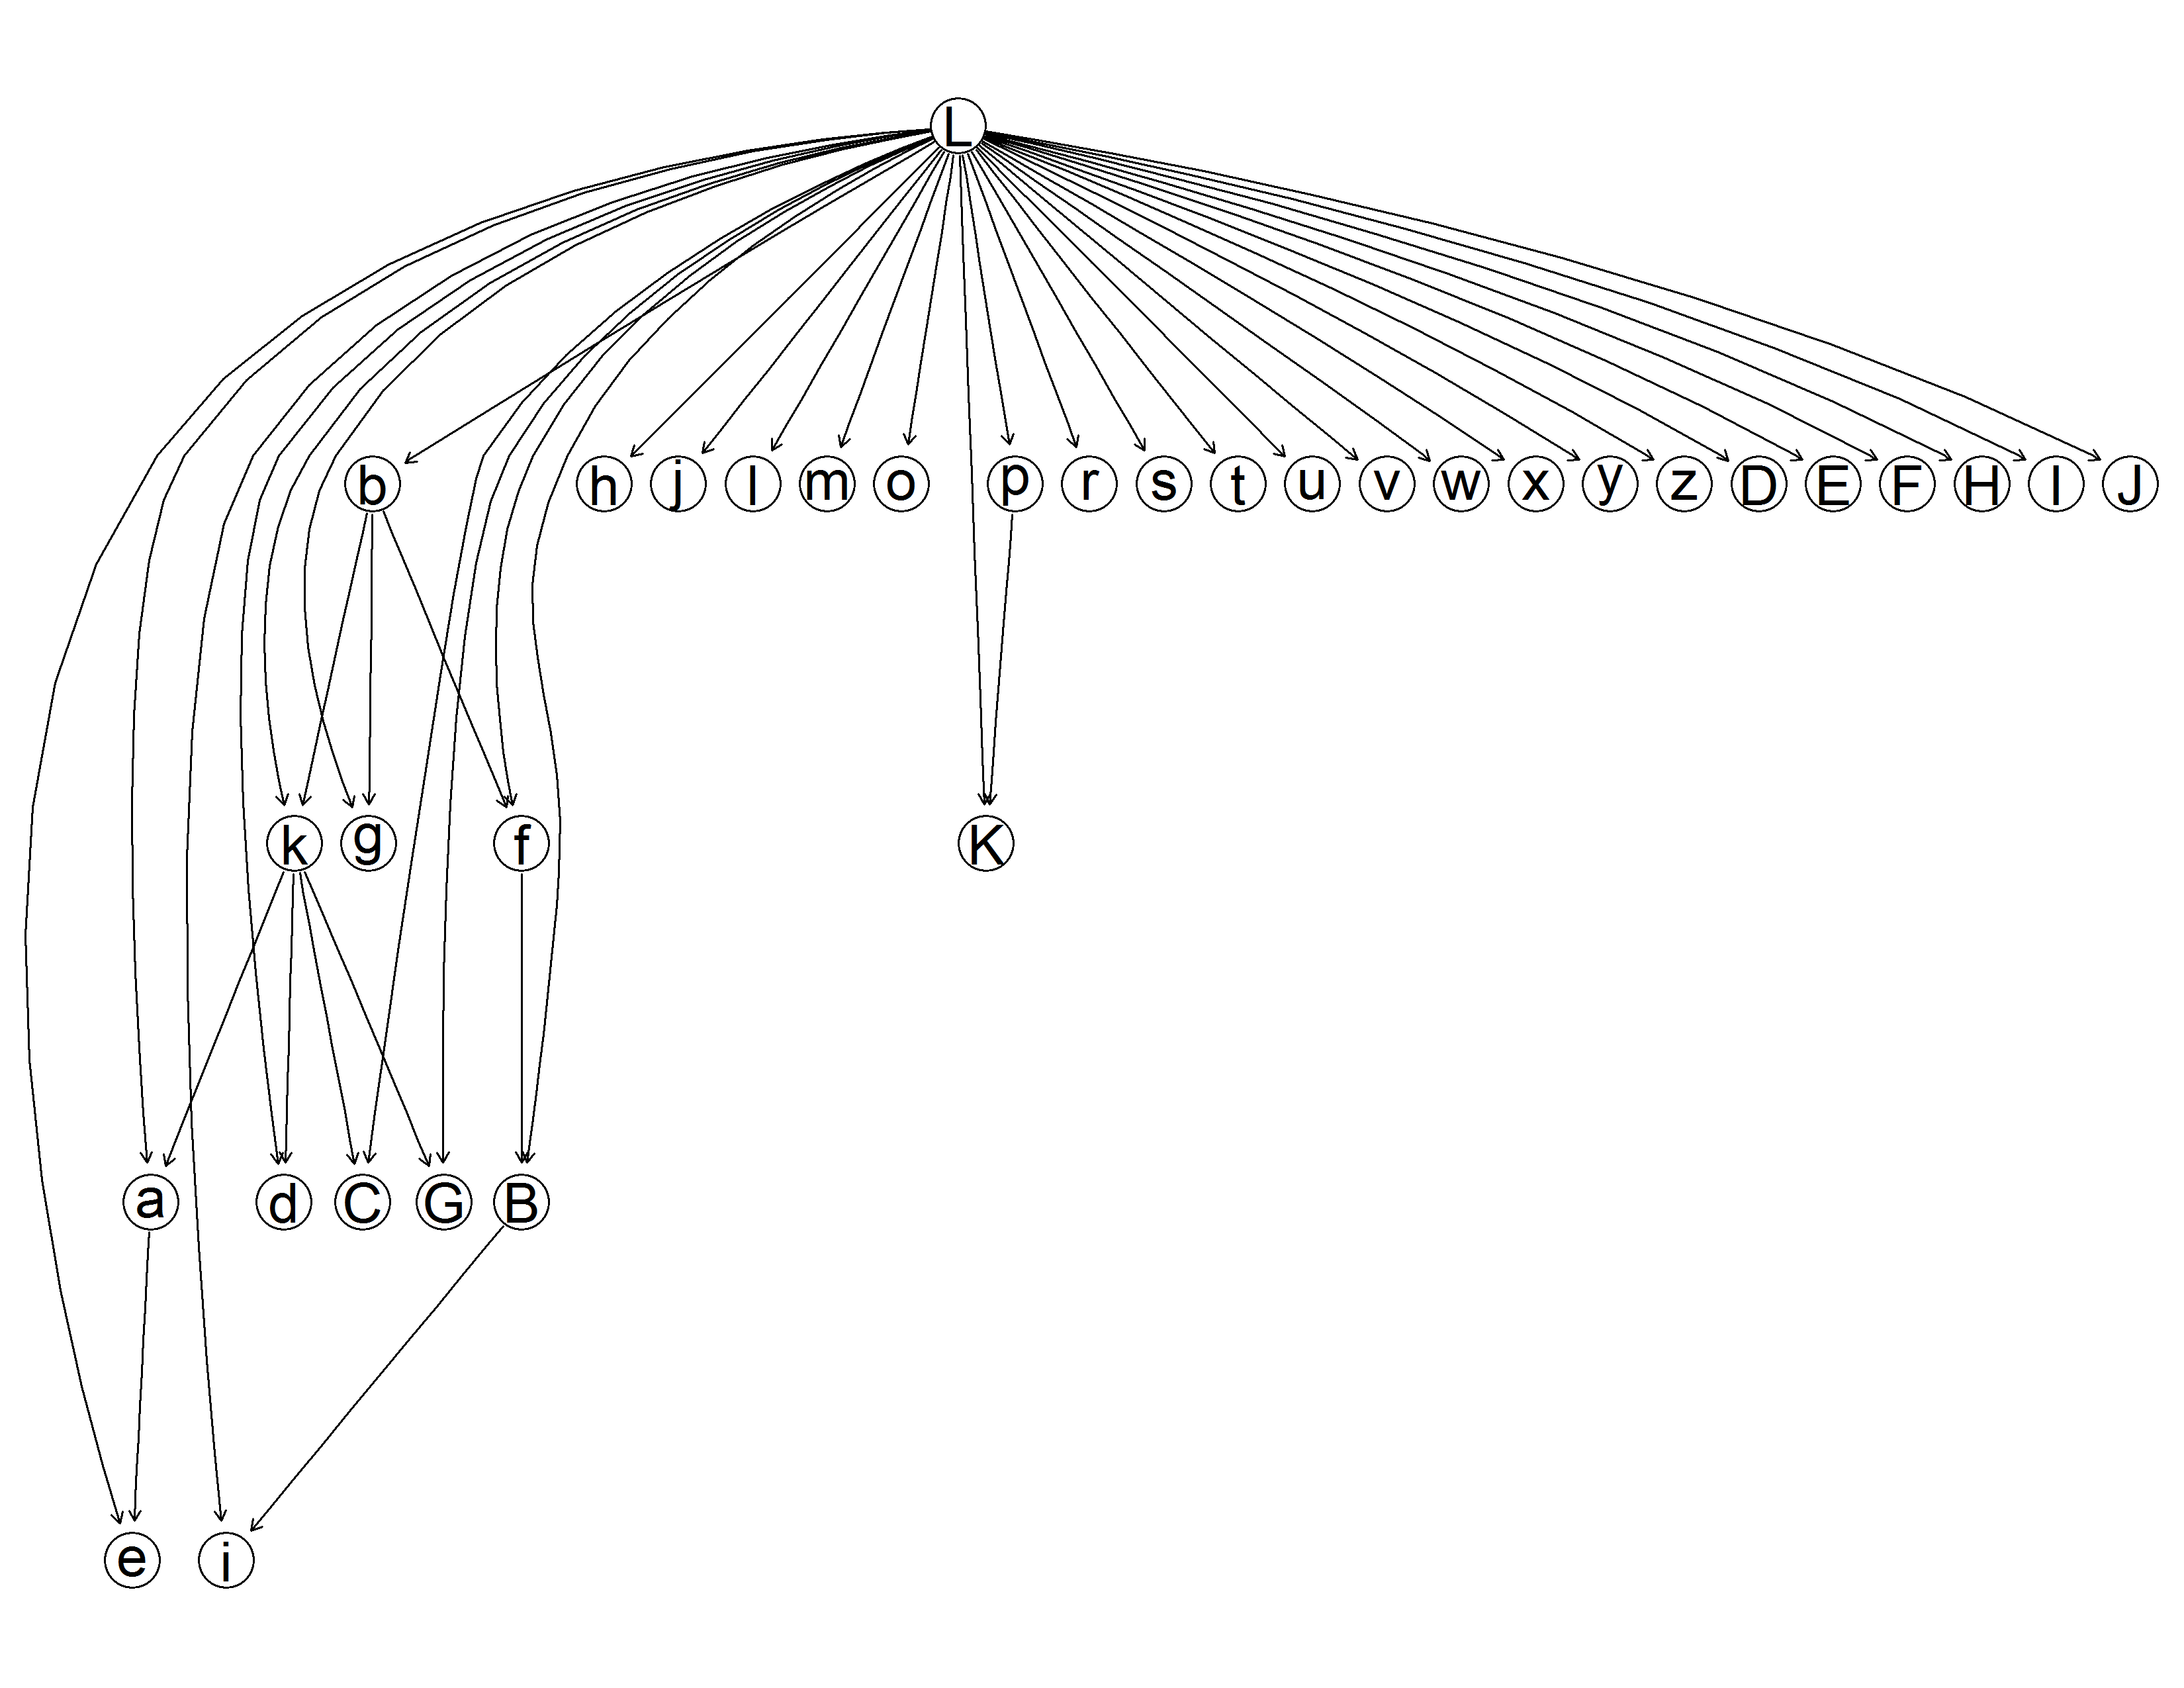 L
b h j l m o p r s t u v w x y z D E F H I J
k g f K
a d C G B
e i